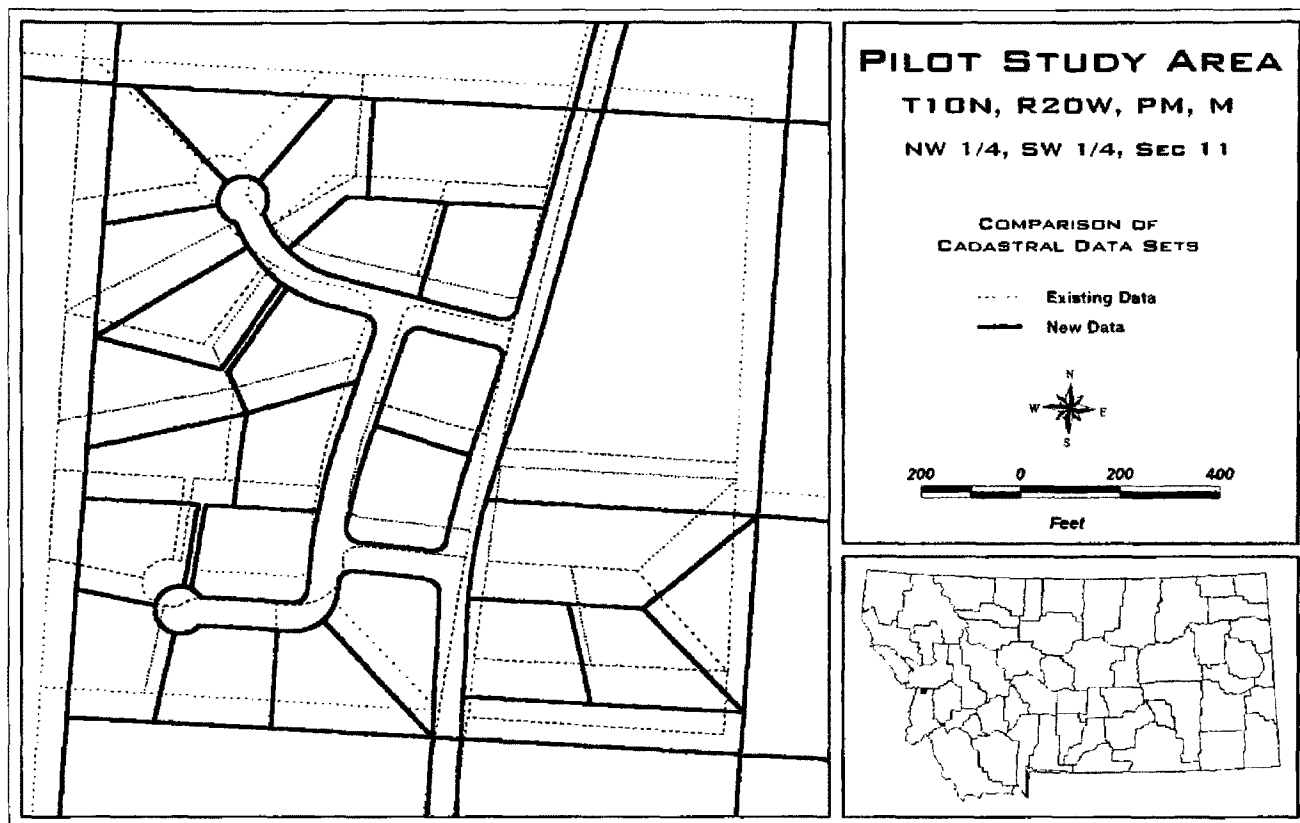 PILOT STUDY AREA
T10N, R20W, PM, M
NW 1/4, SW 1/4, SEC 11
COMPARISON OF
CADASTRAL DATA SETS
Existing Data
New Data
N
W E
S
200 0 200 400
Feet